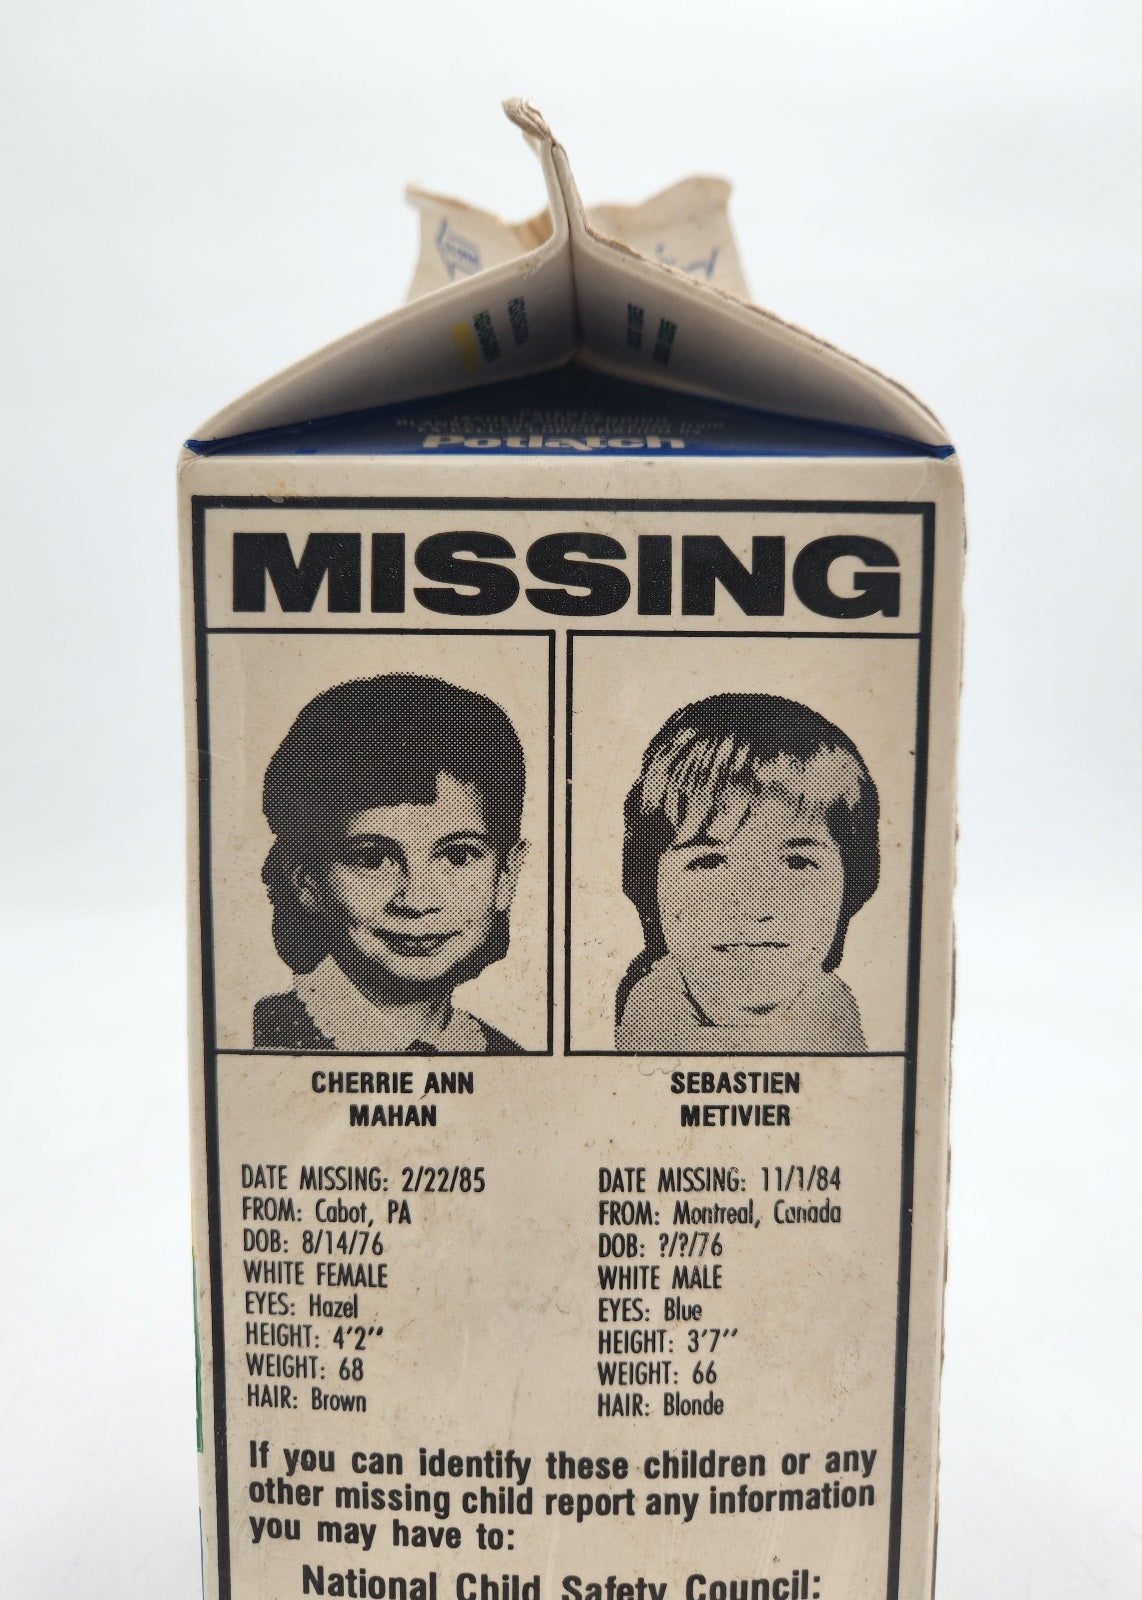 Potlatch
MISSING
CHERRIE ANN
MAHAN
DATE MISSING: 2/22/85
FROM: Cabot, PA
DOB: 8/14/76
WHITE FEMALE
EYES: Hazel
HEIGHT: 4'2"
WEIGHT: 68
HAIR: Brown
SEBASTIEN
METIVIER
DATE MISSING: 11/1/84
FROM: Montreal, Canada
DOB: ?/?/76
WHITE MALE
EYES: Blue
HEIGHT: 3'7"
WEIGHT: 66
HAIR: Blonde
If you can identify these children or any
other missing child report any information
you may have to:
National Child Safety Council: